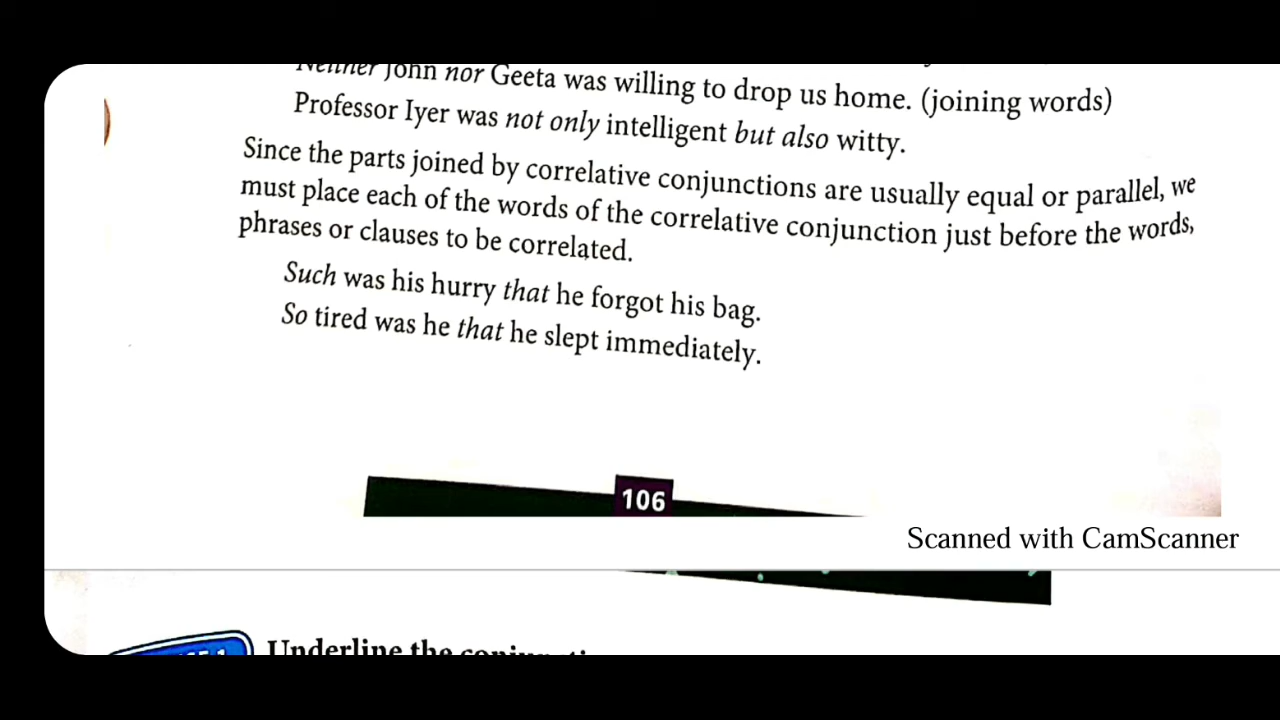 Neither John nor Geeta was willing to drop us home. (joining words)
Professor Iyer was not only intelligent but also witty.
Since the parts joined by correlative conjunctions are usually equal or parallel, we
must place each of the words of the correlative conjunction just before the words,
phrases or clauses to be correlated.
Such was his hurry that he forgot his bag.
So tired was he that he slept immediately.
106
Scanned with CamScanner
Underline the